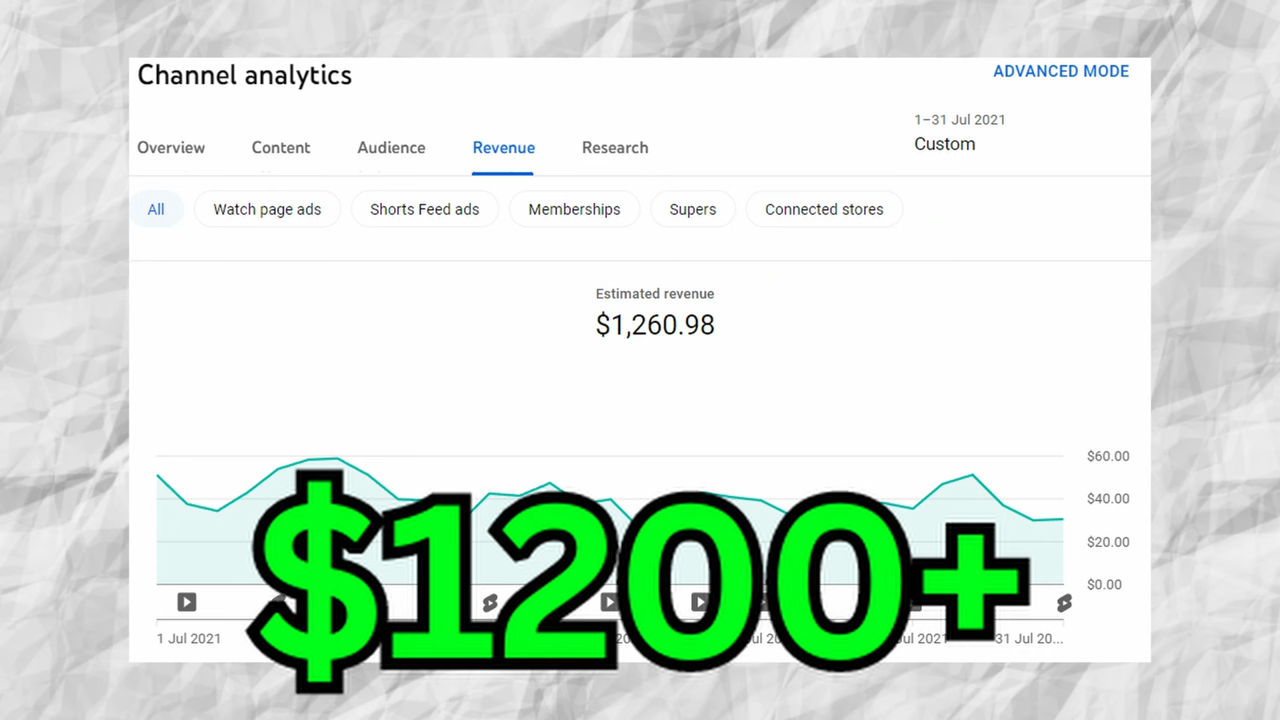 Channel analytics
ADVANCED MODE
1–31 Jul 2021
Custom
Overview
Content
Audience
Revenue
Research
All
Watch page ads
Shorts Feed ads
Memberships
Supers
Connected stores
Estimated revenue
$1,260.98
$60.00
$40.00
$20.00
$0.00
$1200+
1 Jul 2021
31 Jul 20...